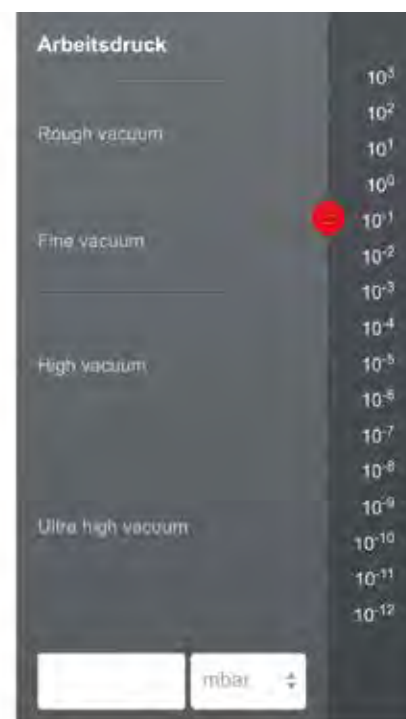 Arbeitsdruck
10³
10²
Rough vacuum
10¹
10⁰
10⁻¹
Fine vacuum
10⁻²
10⁻³
10⁻⁴
High vacuum
10⁻⁵
10⁻⁶
10⁻⁷
10⁻⁸
10⁻⁹
Ultra high vacuum
10⁻¹⁰
10⁻¹¹
10⁻¹²
mbar